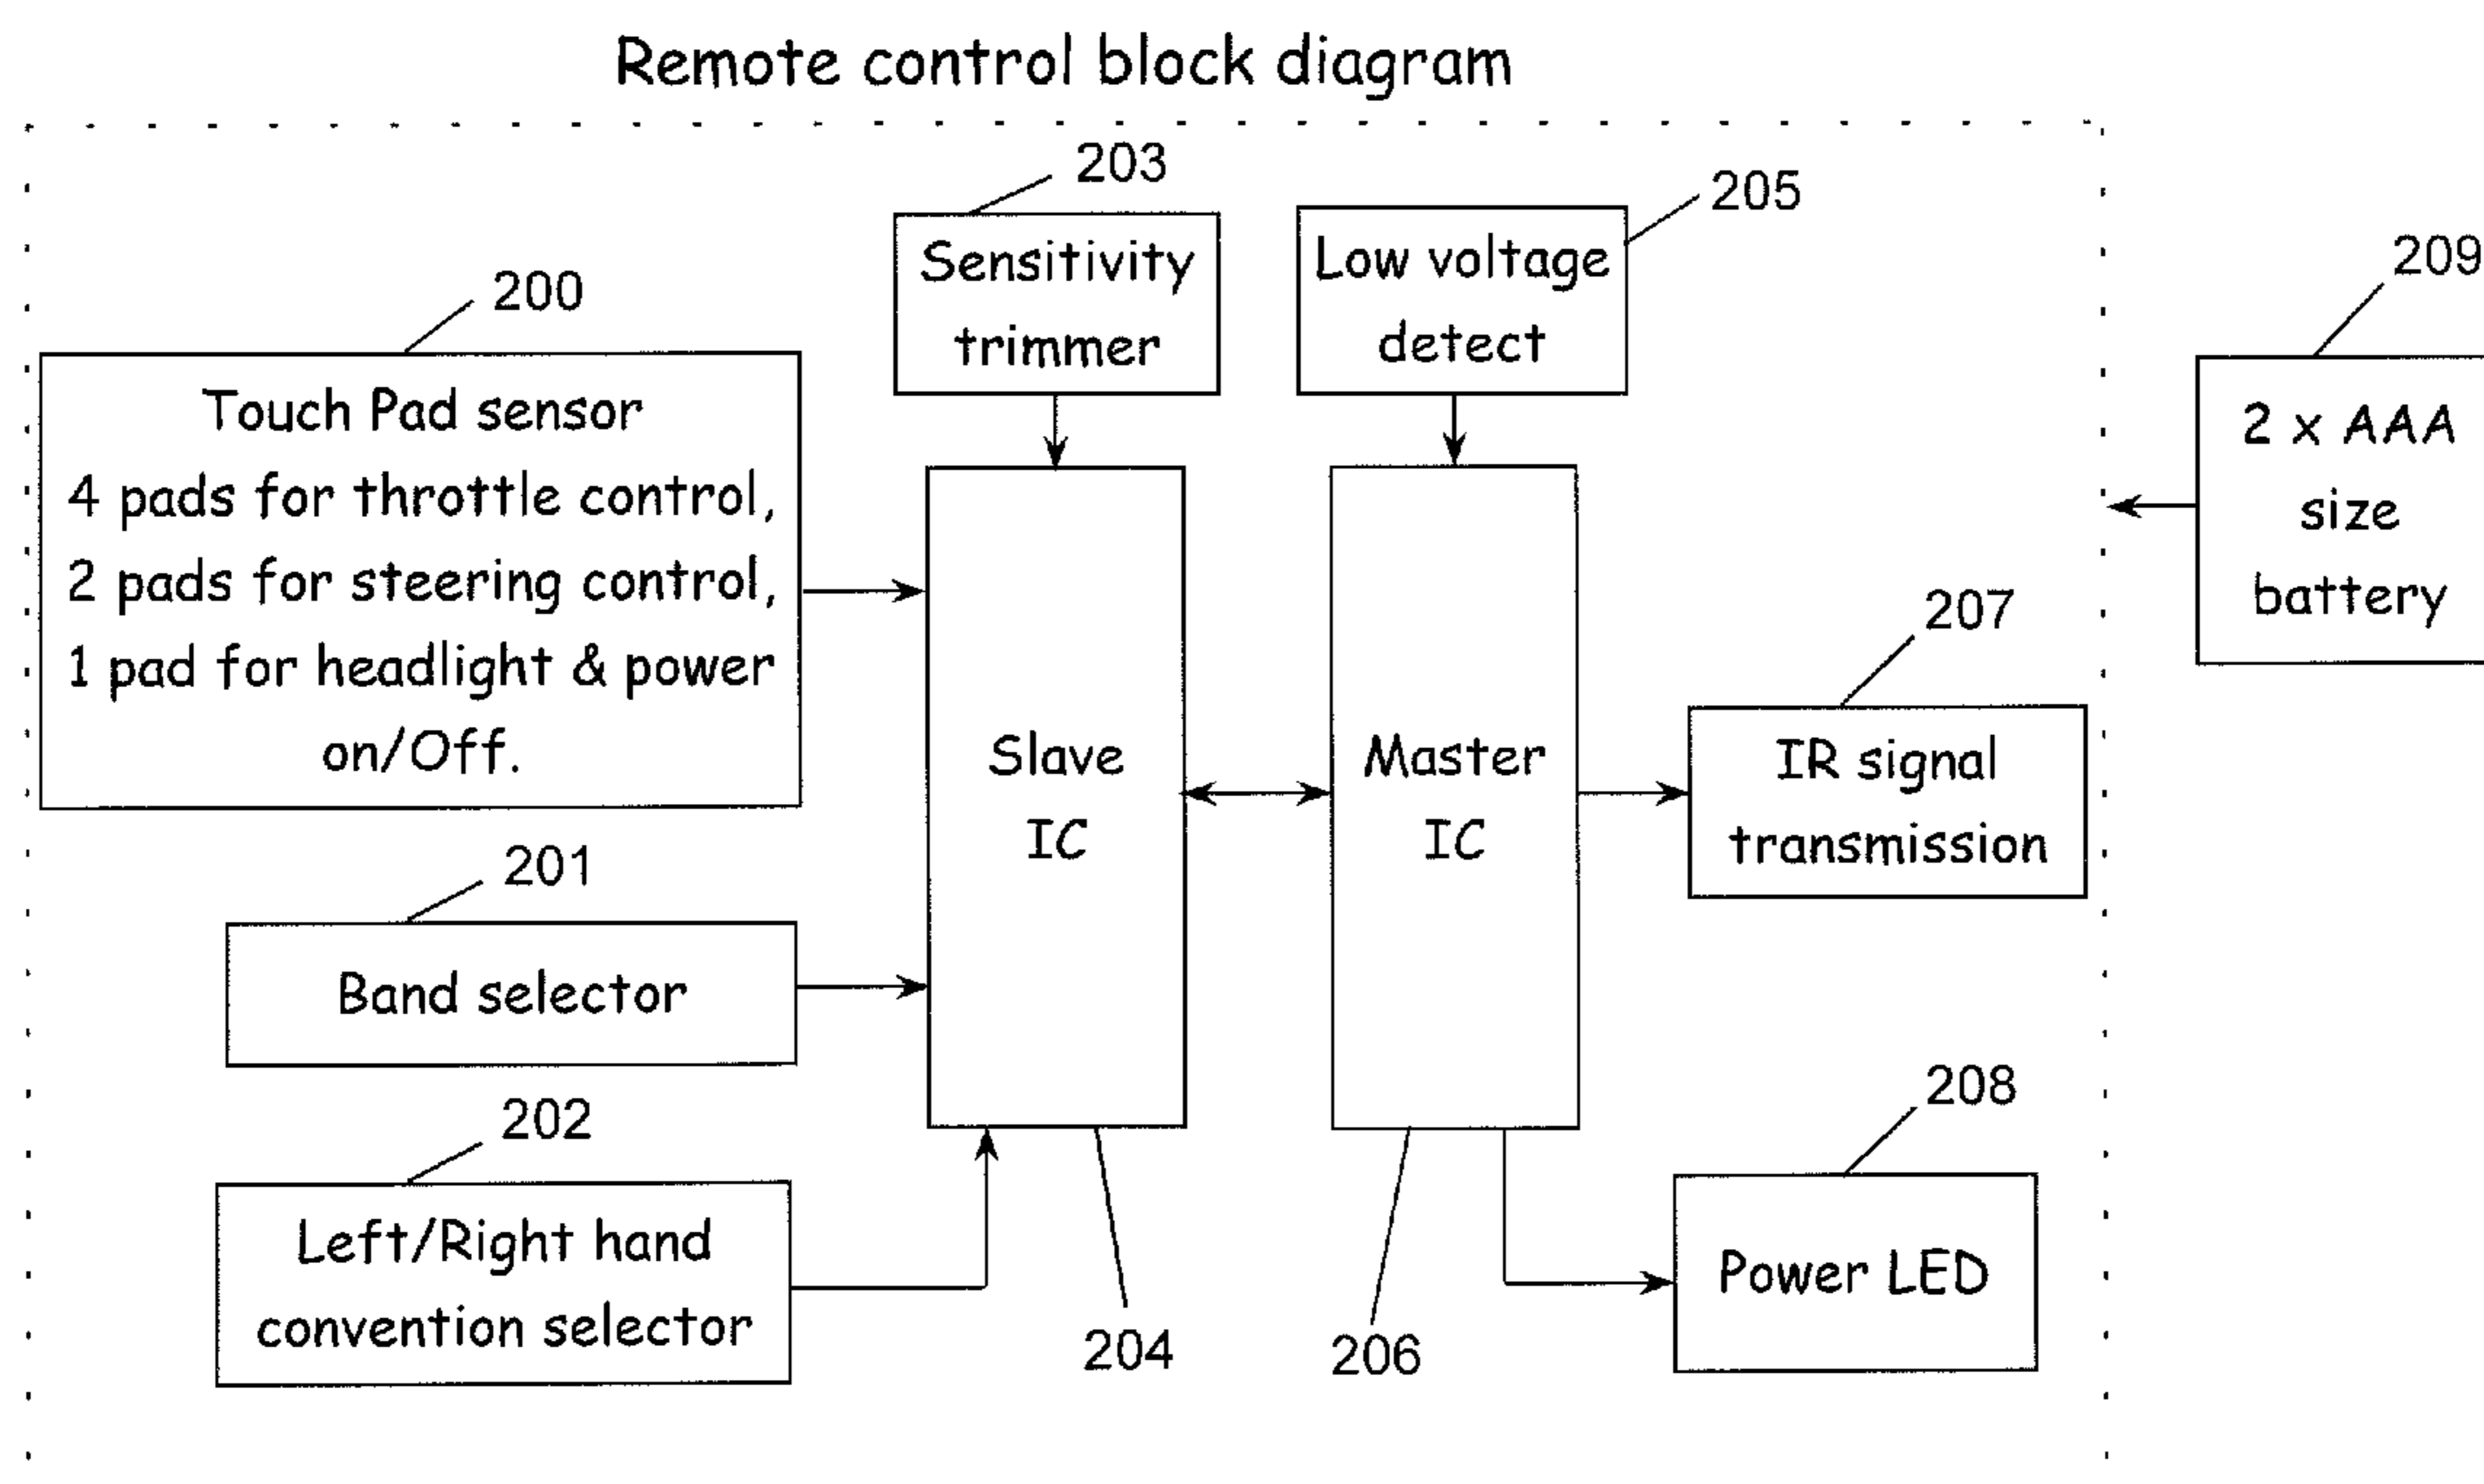 Remote control block diagram
203
205
209
200
Sensitivity
trimmer
Low voltage
detect
Touch Pad sensor
4 pads for throttle control,
2 pads for steering control,
1 pad for headlight & power
on/Off.
2 x AAA
size
battery
207
Slave
IC
Master
IC
IR signal
transmission
201
Band selector
208
202
Left/Right hand
convention selector
Power LED
204
206